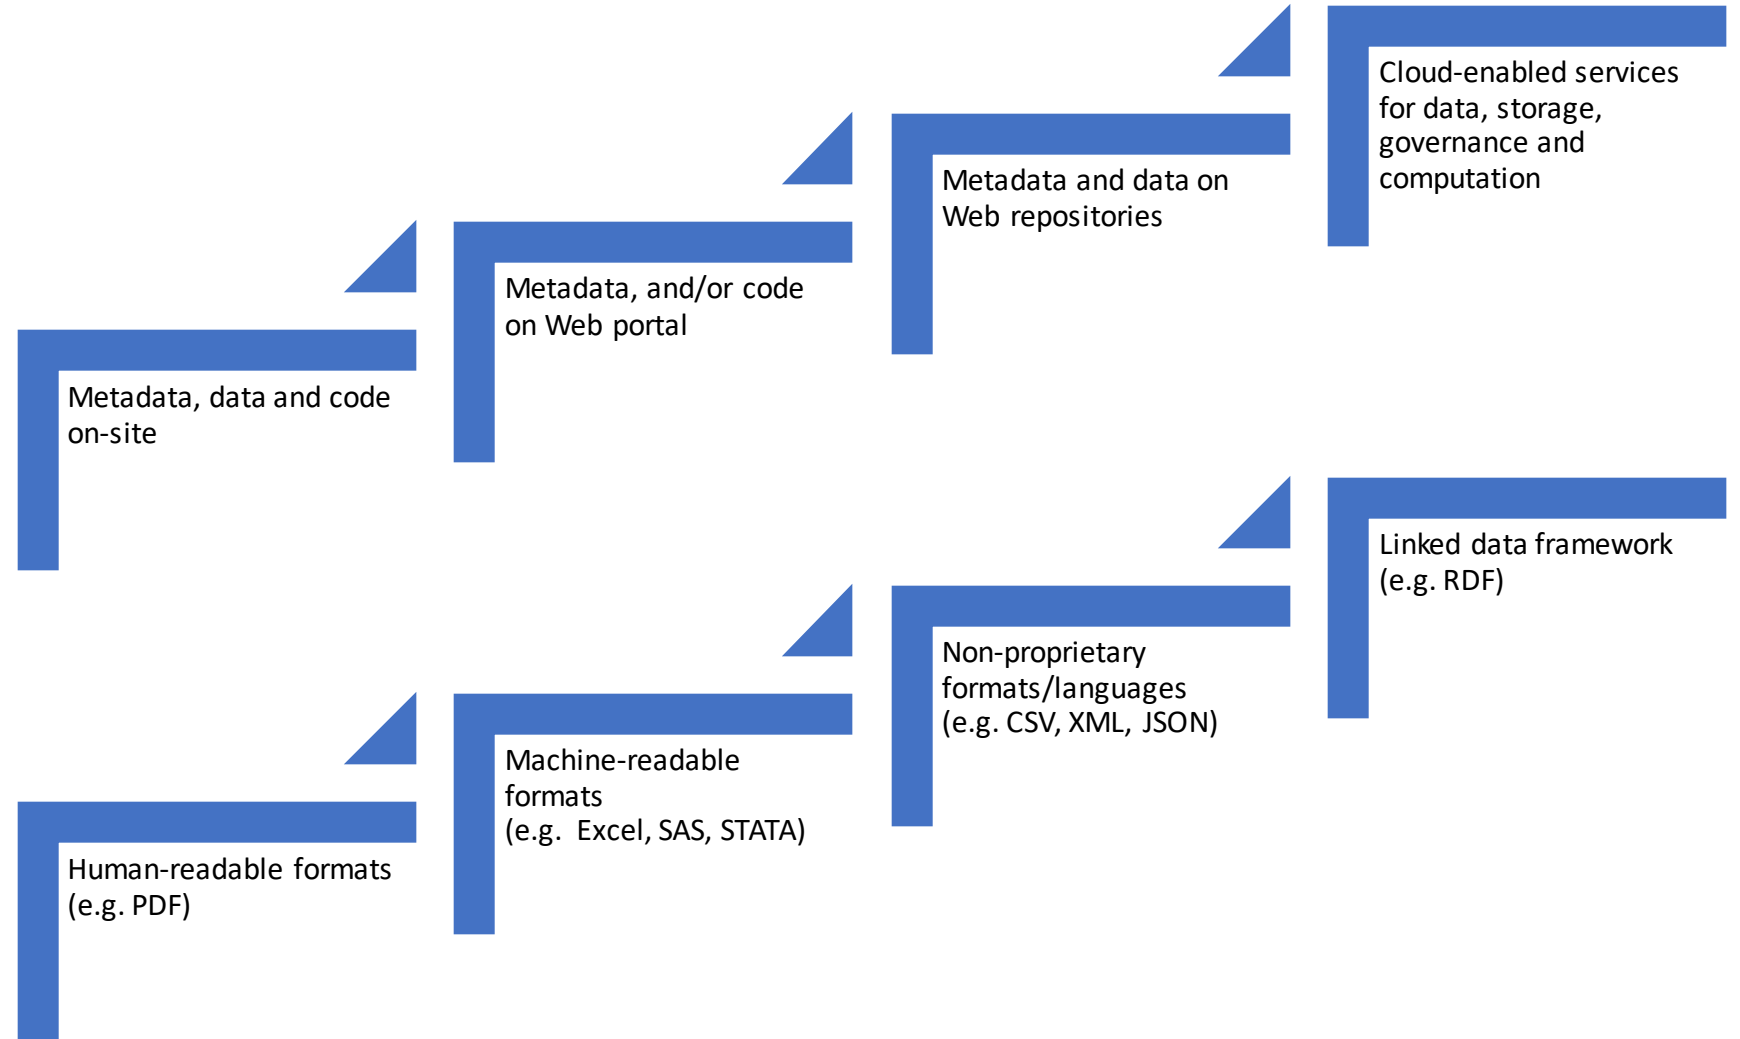 Metadata, data and code
on-site
Metadata, and/or code
on Web portal
Metadata and data on
Web repositories
Cloud-enabled services
for data, storage,
governance and
computation
Human-readable formats
(e.g. PDF)
Machine-readable
formats
(e.g.  Excel, SAS, STATA)
Non-proprietary
formats/languages
(e.g. CSV, XML, JSON)
Linked data framework
(e.g. RDF)